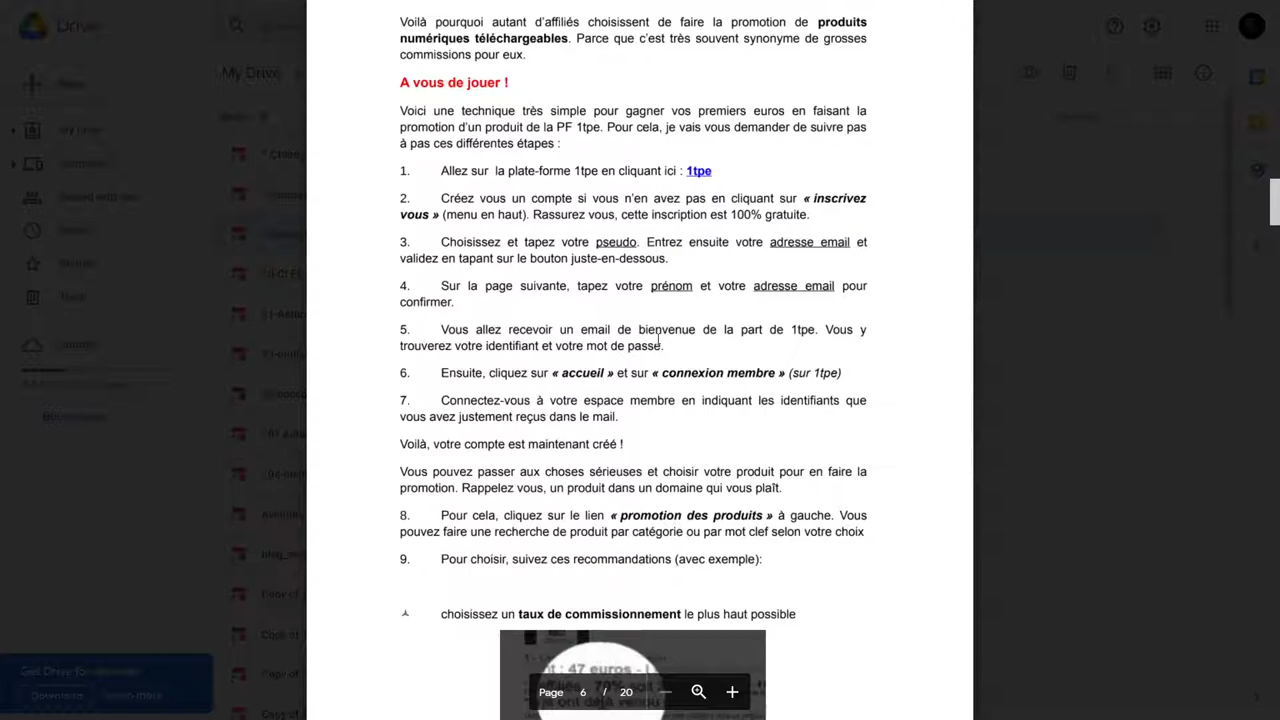 Drive
My Drive
Voilà pourquoi autant d'affiliés choisissent de faire la promotion de produits
numériques téléchargeables. Parce que c'est très souvent synonyme de grosses
commissions pour eux.
A vous de jouer !
Voici une technique très simple pour gagner vos premiers euros en faisant la
promotion d'un produit de la PF 1tpe. Pour cela, je vais vous demander de suivre pas
à pas ces différentes étapes :
1. Allez sur la plate-forme 1tpe en cliquant ici : 1tpe
2. Créez vous un compte si vous n'en avez pas en cliquant sur « inscrivez
vous » (menu en haut). Rassurez vous, cette inscription est 100% gratuite.
3. Choisissez et tapez votre pseudo. Entrez ensuite votre adresse email et
validez en tapant sur le bouton juste-en-dessous.
4. Sur la page suivante, tapez votre prénom et votre adresse email pour
confirmer.
5. Vous allez recevoir un email de bienvenue de la part de 1tpe. Vous y
trouverez votre identifiant et votre mot de passe.
6. Ensuite, cliquez sur « accueil » et sur « connexion membre » (sur 1tpe)
7. Connectez-vous à votre espace membre en indiquant les identifiants que
vous avez justement reçus dans le mail.
Voilà, votre compte est maintenant créé !
Vous pouvez passer aux choses sérieuses et choisir votre produit pour en faire la
promotion. Rappelez vous, un produit dans un domaine qui vous plaît.
8. Pour cela, cliquez sur le lien « promotion des produits » à gauche. Vous
pouvez faire une recherche de produit par catégorie ou par mot clef selon votre choix
9. Pour choisir, suivez ces recommandations (avec exemple):
choisissez un taux de commissionnement le plus haut possible
: 47 euros -
Page 6 / 20
Get Drive for
Download